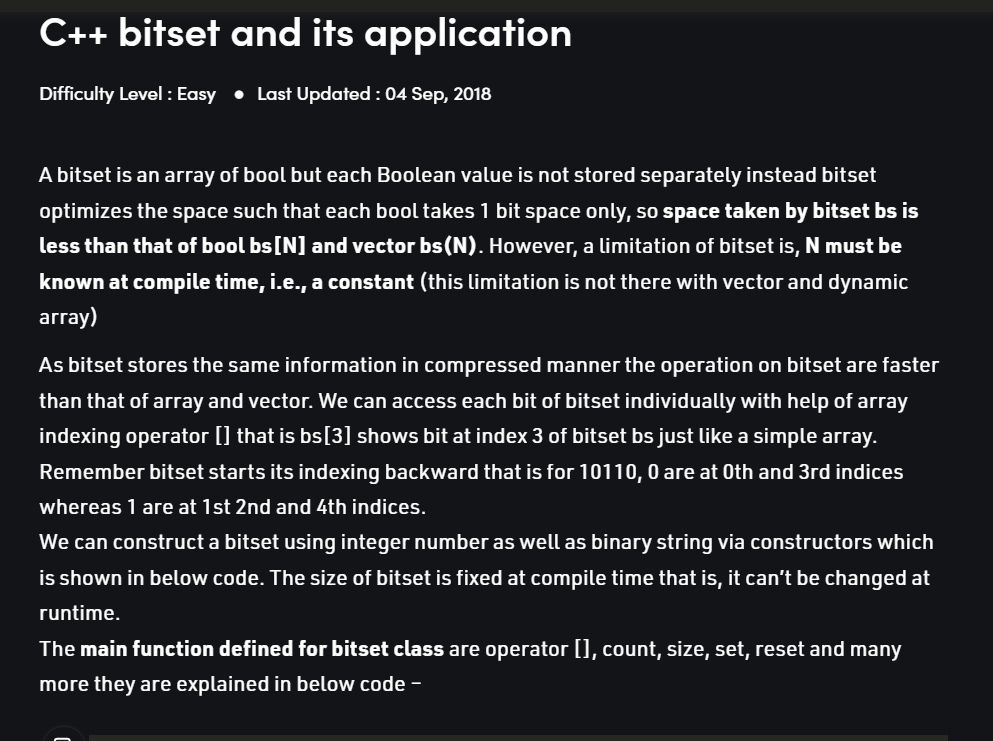 C++ bitset and its application
Difficulty Level : Easy ● Last Updated : 04 Sep, 2018
A bitset is an array of bool but each Boolean value is not stored separately instead bitset
optimizes the space such that each bool takes 1 bit space only, so space taken by bitset bs is
less than that of bool bs[N] and vector bs(N). However, a limitation of bitset is, N must be
known at compile time, i.e., a constant (this limitation is not there with vector and dynamic
array)
As bitset stores the same information in compressed manner the operation on bitset are faster
than that of array and vector. We can access each bit of bitset individually with help of array
indexing operator [] that is bs[3] shows bit at index 3 of bitset bs just like a simple array.
Remember bitset starts its indexing backward that is for 10110, 0 are at 0th and 3rd indices
whereas 1 are at 1st 2nd and 4th indices.
We can construct a bitset using integer number as well as binary string via constructors which
is shown in below code. The size of bitset is fixed at compile time that is, it can't be changed at
runtime.
The main function defined for bitset class are operator [], count, size, set, reset and many
more they are explained in below code –